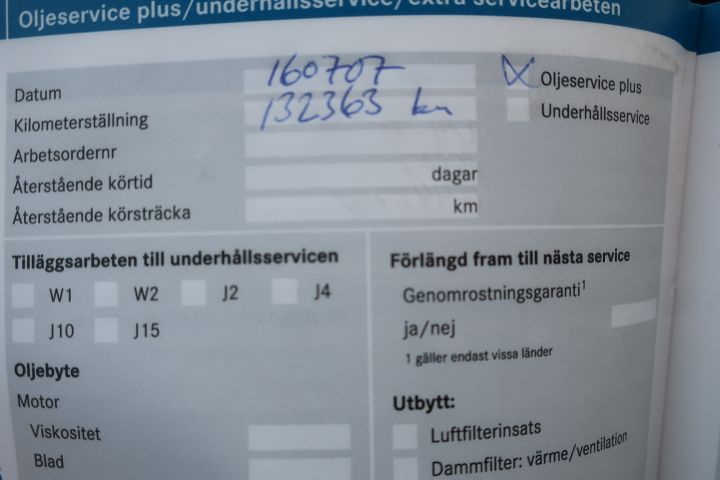 Oljeservice plus/underhållsservice/extra servicearbeten
Datum 160707
Kilometerställning 132363 km
Arbetsordernr
Återstående körtid dagar
Återstående körsträcka km
Oljeservice plus
Underhållsservice
Tilläggsarbeten till underhållsservicen
W1 W2 J2 J4
J10 J15
Oljebyte
Motor
Viskositet
Blad
Förlängd fram till nästa service
Genomrostningsgaranti1
ja/nej
1 gäller endast vissa länder
Utbytt:
Luftfilterinsats
Dammfilter: värme/ventilation